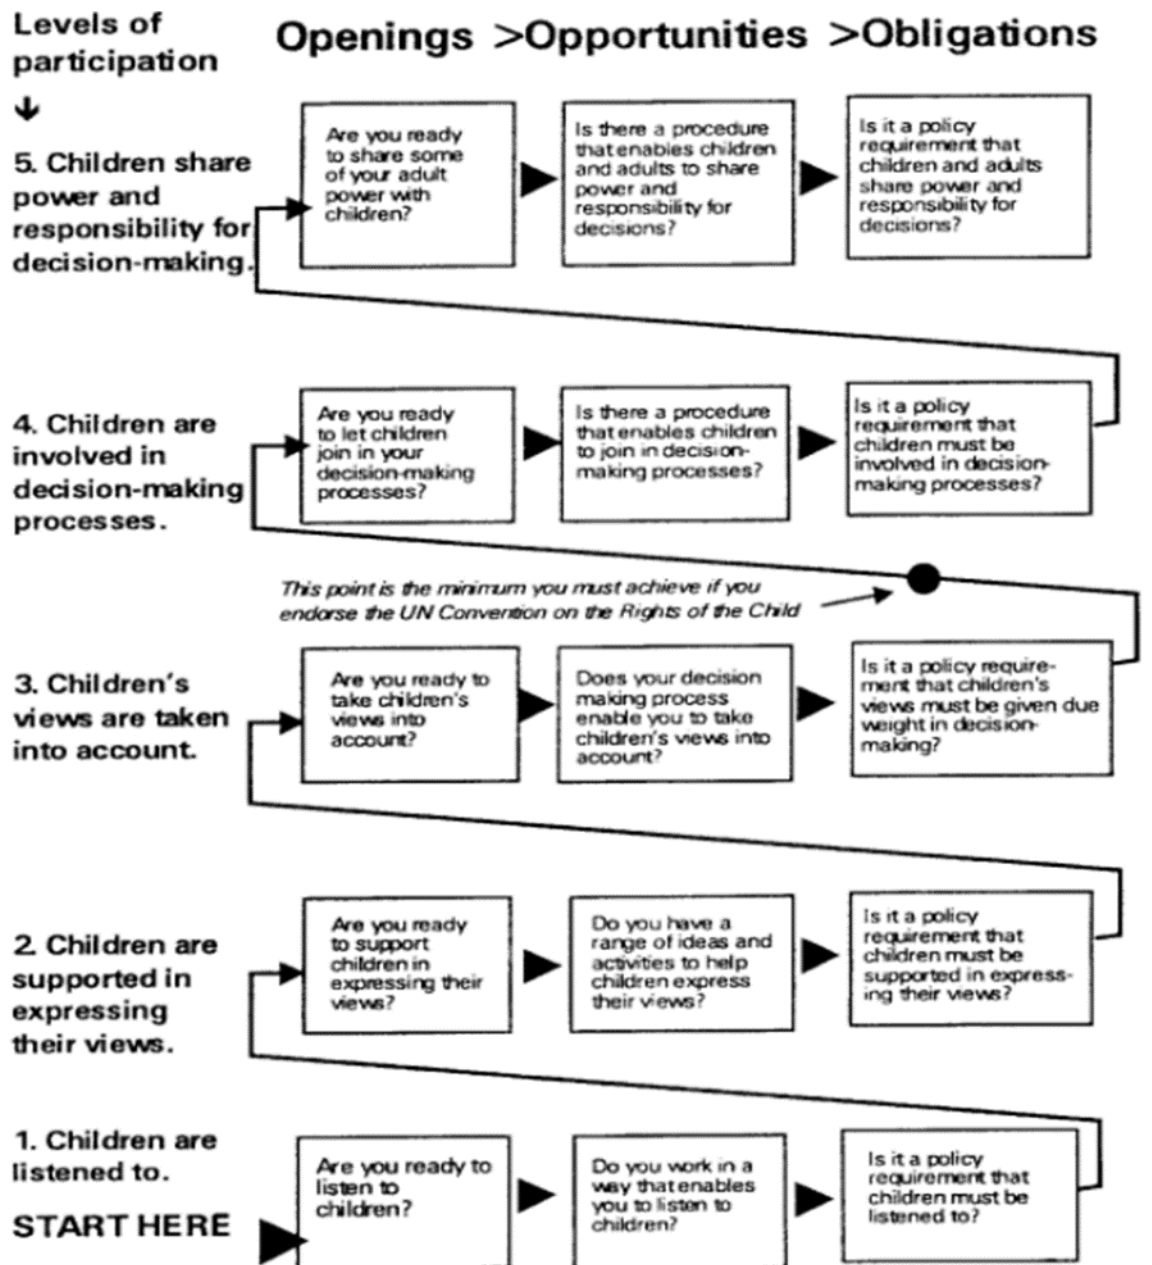 Levels of
participation
Openings >Opportunities >Obligations
5. Children share
power and
responsibility for
decision-making.
Are you ready
to share some
of your adult
power with
children?
Is there a procedure
that enables children
and adults to share
power and
responsibility for
decisions?
Is it a policy
requirement that
children and adults
share power and
responsibility for
decisions?
4. Children are
involved in
decision-making
processes.
Are you ready
to let children
join in your
decision-making
processes?
Is there a procedure
that enables children
to join in decision-
making processes?
Is it a policy
requirement that
children must be
involved in decision-
making processes?
This point is the minimum you must achieve if you
endorse the UN Convention on the Rights of the Child
3. Children's
views are taken
into account.
Are you ready to
take children's
views into
account?
Does your decision
making process
enable you to take
children's views into
account?
Is it a policy require-
ment that children's
views must be given due
weight in decision-
making?
2. Children are
supported in
expressing
their views.
Are you ready
to support
children in
expressing their
views?
Do you have a
range of ideas and
activities to help
children express
their views?
Is it a policy
requirement that
children must be
supported in express-
ing their views?
1. Children are
listened to.
START HERE
Are you ready to
listen to
children?
Do you work in a
way that enables
you to listen to
children?
Is it a policy
requirement that
children must be
listened to?